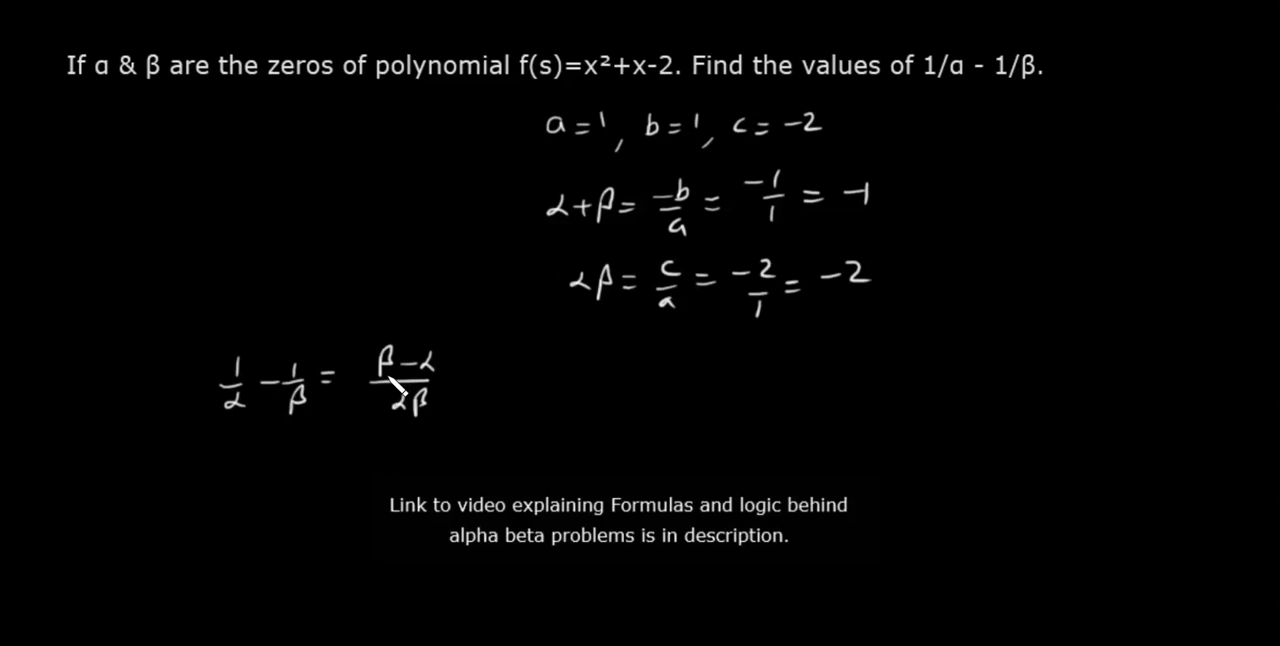 If α & β are the zeros of polynomial f(s)=x²+x-2. Find the values of 1/α - 1/β.
a = 1, b = 1, c = -2
α+β = -b/a = -1/1 = -1
αβ = c/a = -2/1 = -2
1/α - 1/β = β-α/αβ
Link to video explaining Formulas and logic behind
alpha beta problems is in description.